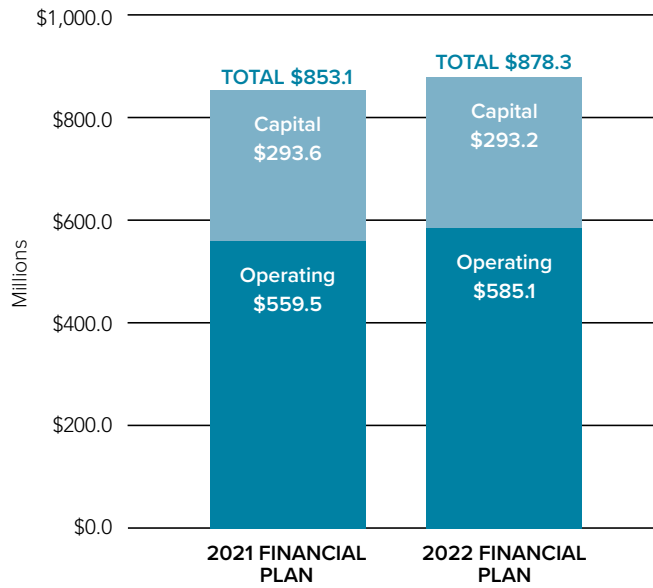 $1,000.0
$800.0
$600.0
$400.0
$200.0
$0.0
Millions
TOTAL $853.1
Capital
$293.6
Operating
$559.5
2021 FINANCIAL
PLAN
TOTAL $878.3
Capital
$293.2
Operating
$585.1
2022 FINANCIAL
PLAN